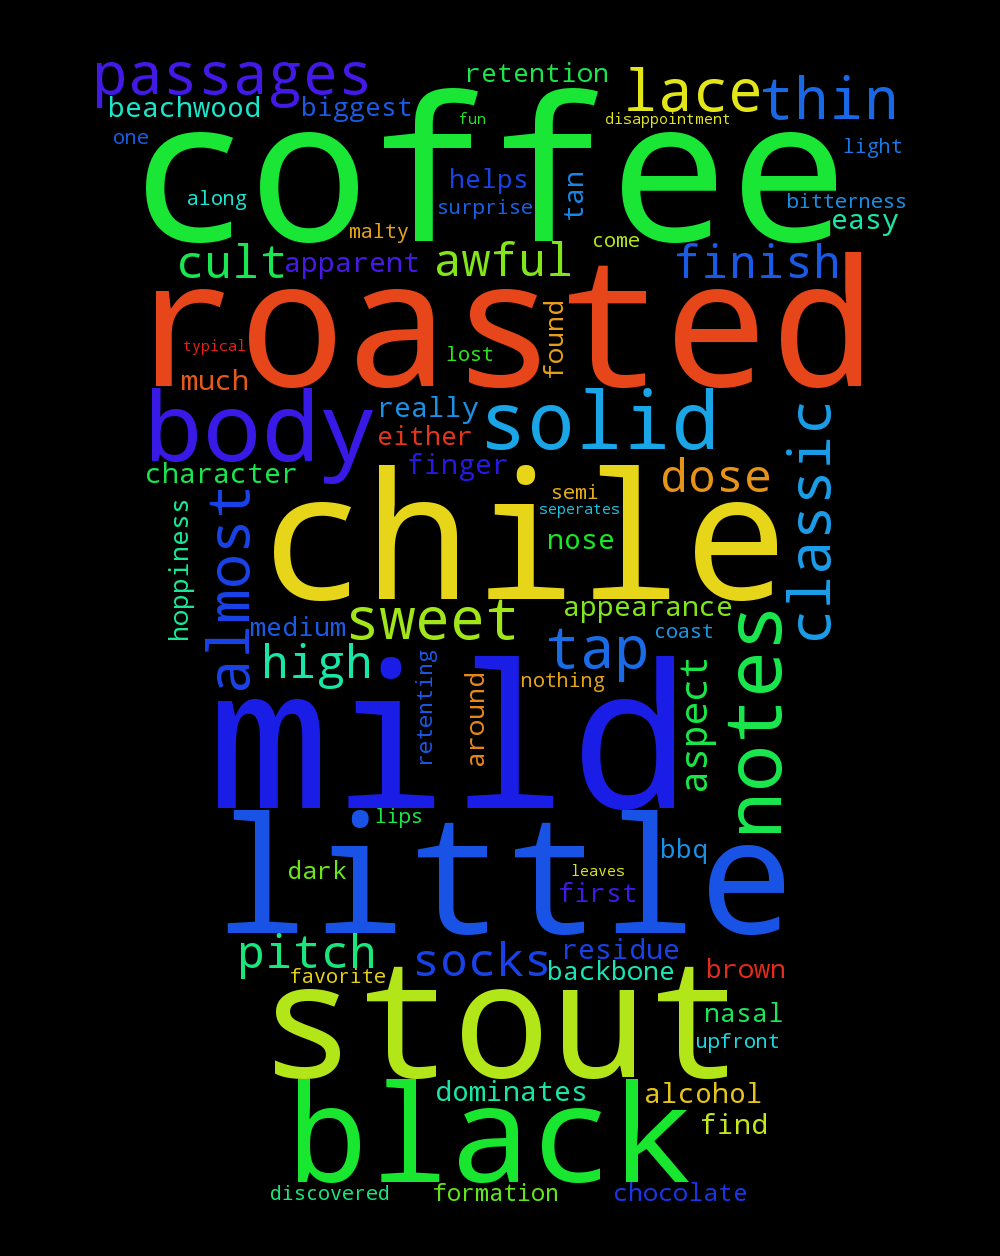 passages
retention
lace
thin
beachwood
biggest
fun
disappointment
coffee
one
light
helps
tan
along
surprise
bitterness
easy
malty
come
cult
apparent
awful
finish
roasted
found
typical
lost
much
body
really
solid
classic
either
finger
character
dose
chile
semi
seperates
nose
hoppiness
almost
sweet
appearance
medium
tap
coast
notes
high
retenting
around
nothing
aspect
mild
lips
little
bbq
dark
leaves
first
pitch
socks
residue
favorite
backbone
brown
stout
nasal
upfront
dominates
alcohol
black
find
discovered
formation
chocolate